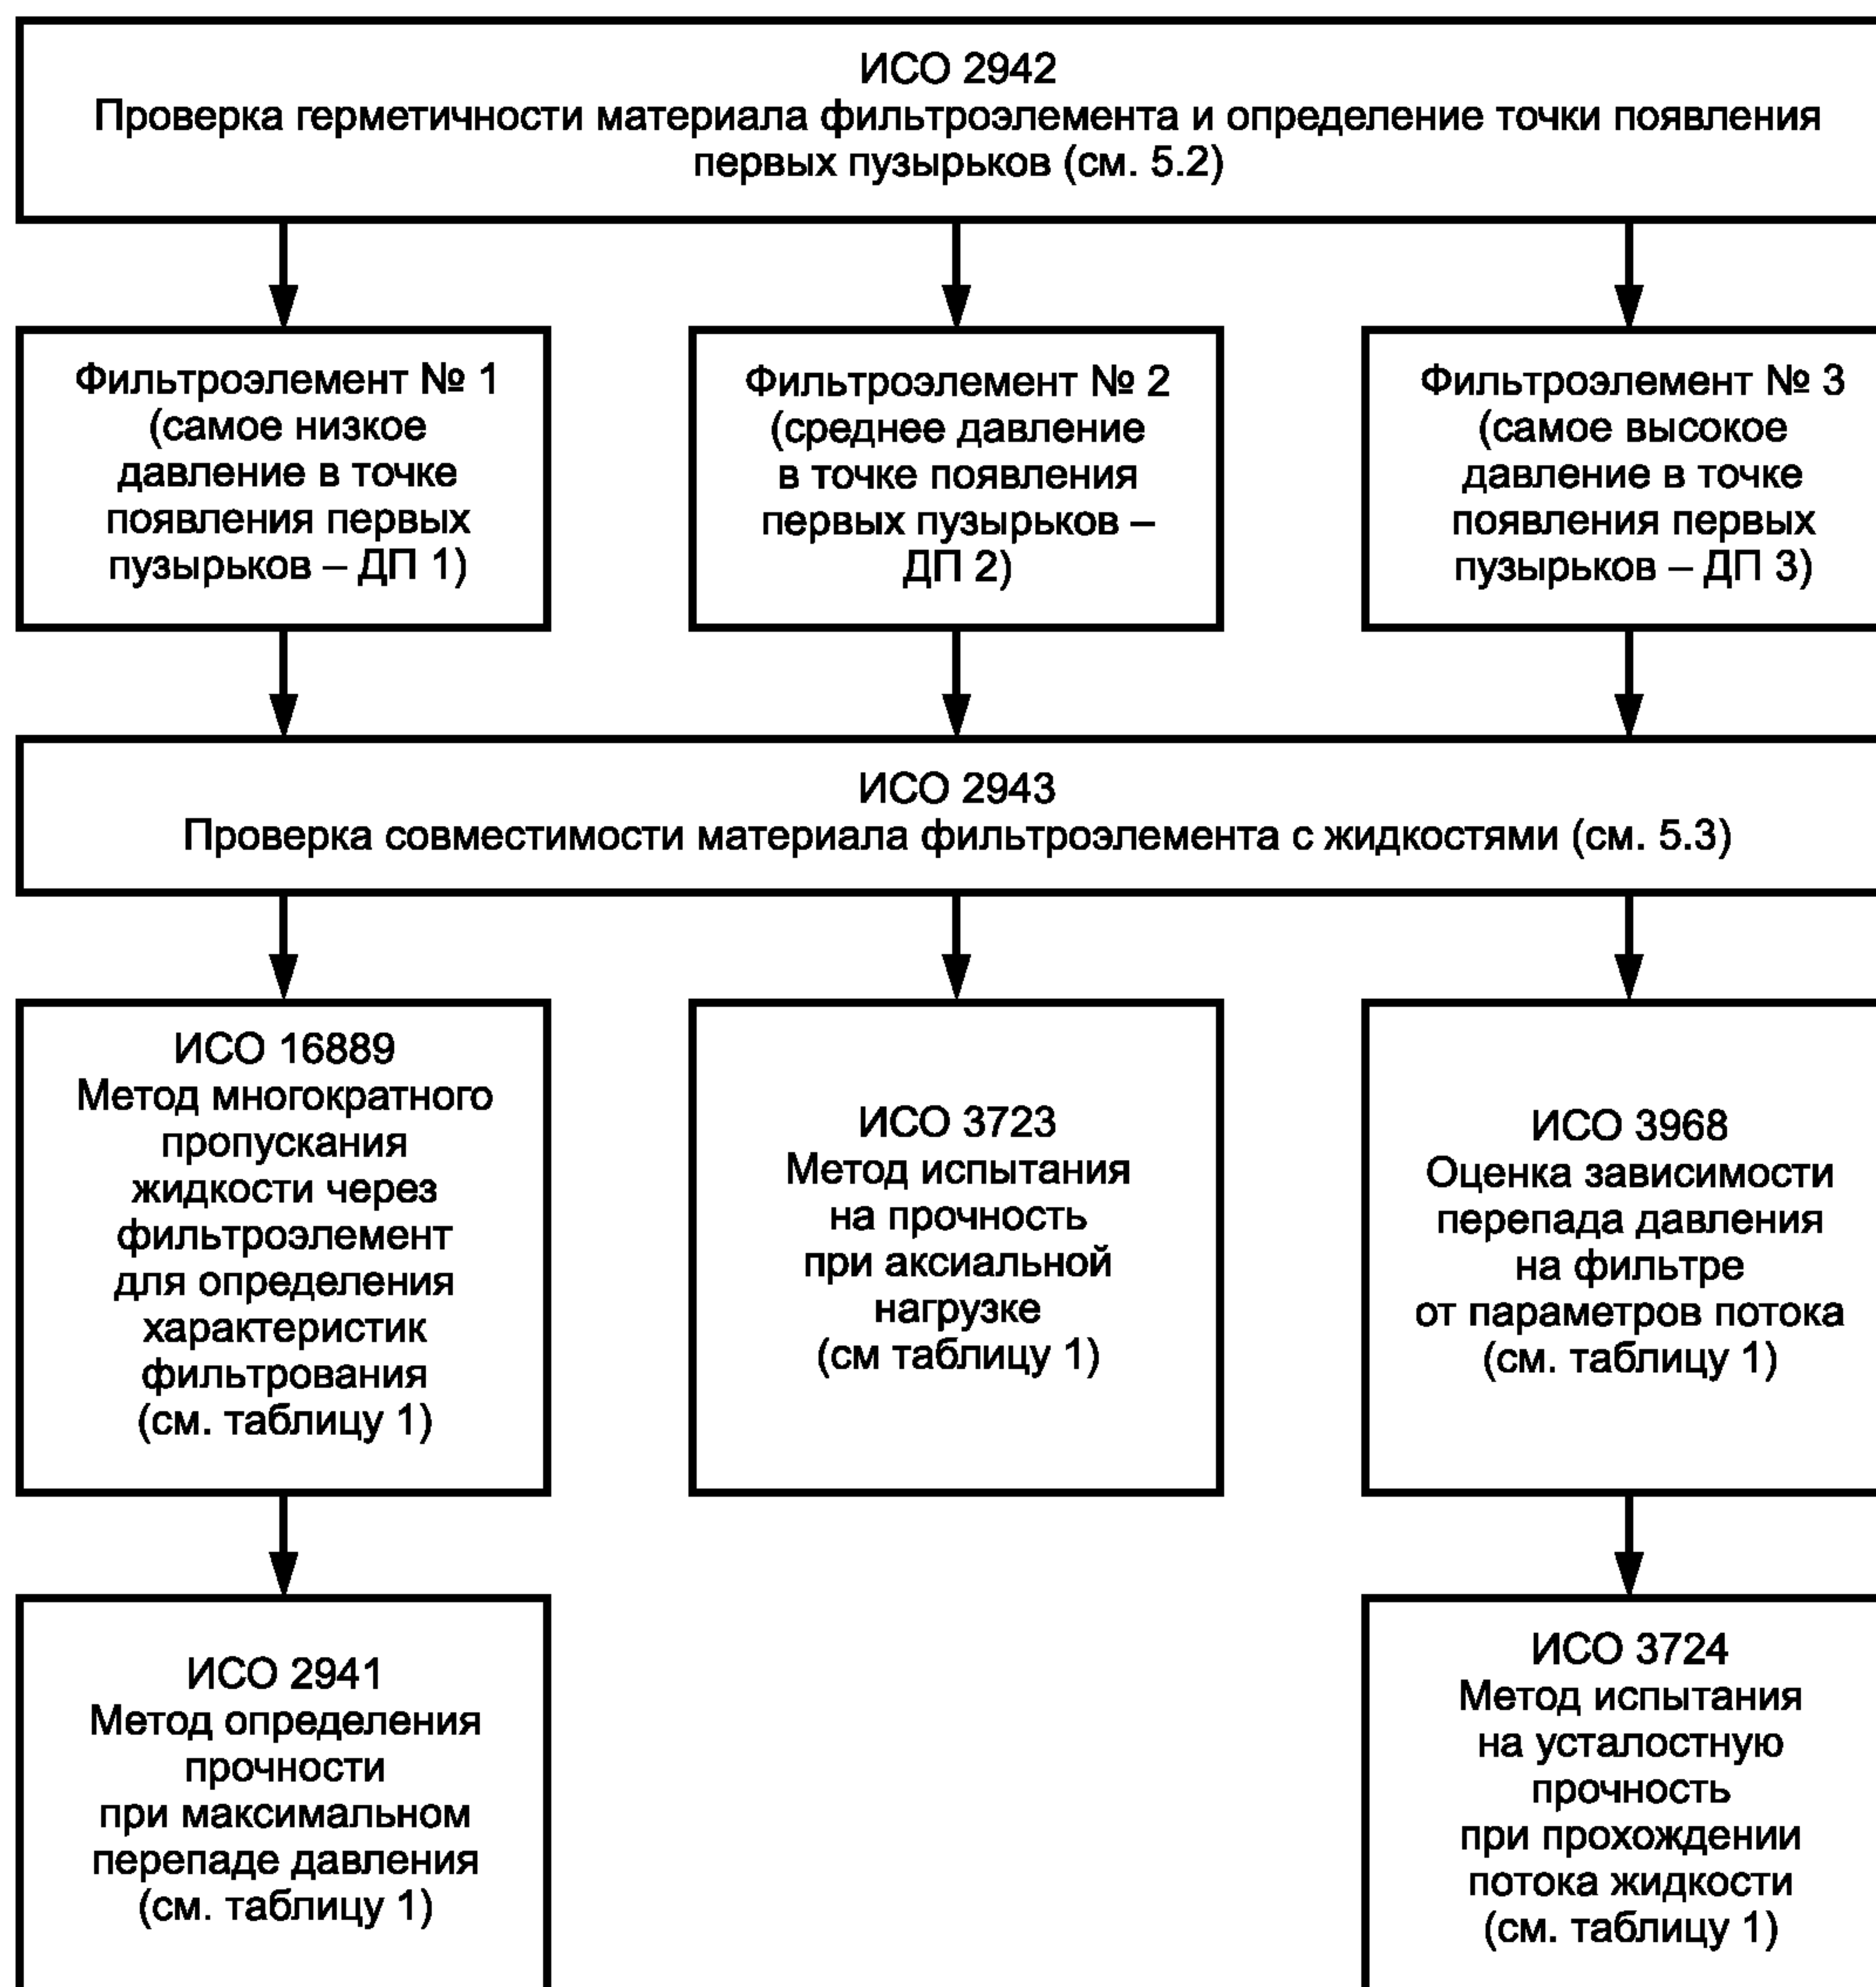 ИСО 2942
Проверка герметичности материала фильтроэлемента и определение точки появления
первых пузырьков (см. 5.2)
Фильтроэлемент № 1
(самое низкое
давление в точке
появления первых
пузырьков – ДП 1)
Фильтроэлемент № 2
(среднее давление
в точке появления
первых пузырьков –
ДП 2)
Фильтроэлемент № 3
(самое высокое
давление в точке
появления первых
пузырьков – ДП 3)
ИСО 2943
Проверка совместимости материала фильтроэлемента с жидкостями (см. 5.3)
ИСО 16889
Метод многократного
пропускания
жидкости через
фильтроэлемент
для определения
характеристик
фильтрования
(см. таблицу 1)
ИСО 3723
Метод испытания
на прочность
при аксиальной
нагрузке
(см таблицу 1)
ИСО 3968
Оценка зависимости
перепада давления
на фильтре
от параметров потока
(см. таблицу 1)
ИСО 2941
Метод определения
прочности
при максимальном
перепаде давления
(см. таблицу 1)
ИСО 3724
Метод испытания
на усталостную
прочность
при прохождении
потока жидкости
(см. таблицу 1)